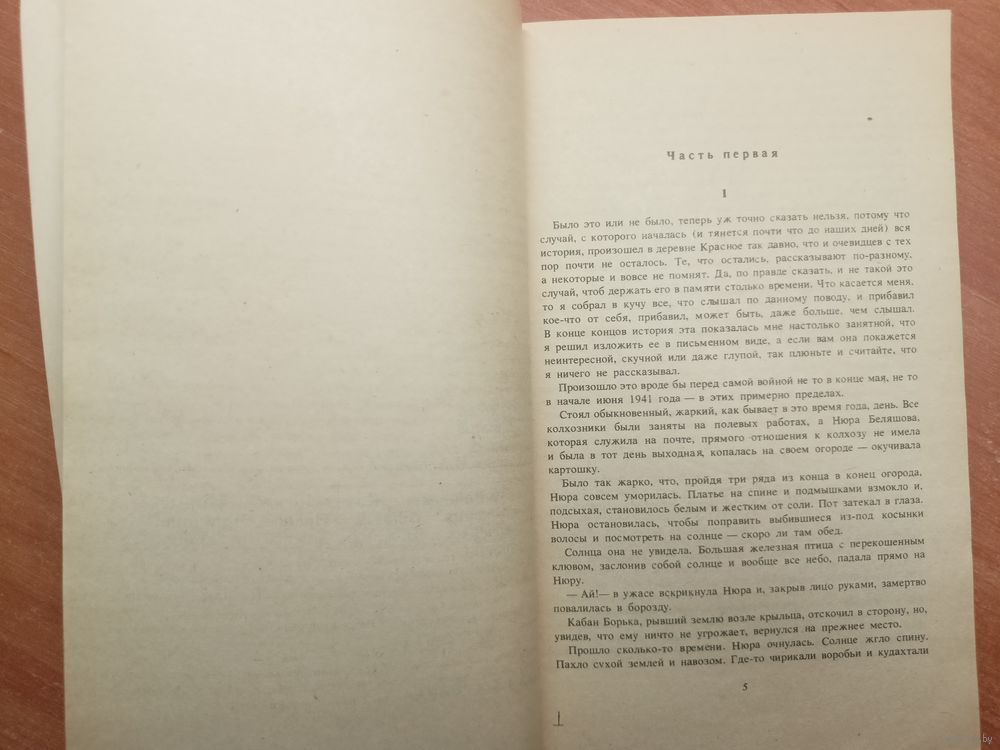 Часть первая
1
Было это или не было, теперь уж точно сказать нельзя, потому что
случай, с которого началась (и тянется почти что до наших дней) вся
история, произошел в деревне Красное так давно, что и очевидцев с тех
пор почти не осталось. Те, что остались, рассказывают по-разному,
а некоторые и вовсе не помнят. Да, по правде сказать, и не такой это
случай, чтоб держать его в памяти столько времени. Что касается меня,
то я собрал в кучу все, что слышал по данному поводу, и прибавил
кое-что от себя, прибавил, может быть, даже больше, чем слышал.
В конце концов история эта показалась мне настолько занятной, что
я решил изложить ее в письменном виде, а если вам она покажется
неинтересной, скучной или даже глупой, так плюньте и считайте, что
я ничего не рассказывал.
Произошло это вроде бы перед самой войной не то в конце мая, не то
в начале июня 1941 года — в этих примерно пределах.
Стоял обыкновенный, жаркий, как бывает в это время года, день. Все
колхозники были заняты на полевых работах, а Нюра Беляшова,
которая служила на почте, прямого отношения к колхозу не имела
и была в тот день выходная, копалась на своем огороде — окучивала
картошку.
Было так жарко, что, пройдя три ряда из конца в конец огорода,
Нюра совсем уморилась. Платье на спине и подмышками взмокло и,
подсыхая, становилось белым и жестким от соли. Пот затекал в глаза.
Нюра остановилась, чтобы поправить выбившиеся из-под косынки
волосы и посмотреть на солнце — скоро ли там обед.
Солнца она не увидела. Большая железная птица с перекошенным
клювом, заслонив собой солнце и вообще все небо, падала прямо на
Нюру.
— Ай!— в ужасе вскрикнула Нюра и, закрыв лицо руками, замертво
повалилась в борозду.
Кабан Борька, рывший землю возле крыльца, отскочил в сторону, но,
увидев, что ему ничто не угрожает, вернулся на прежнее место.
Прошло сколько-то времени. Нюра очнулась. Солнце жгло спину.
Пахло сухой землей и навозом. Где-то чирикали воробьи и кудахтали
5